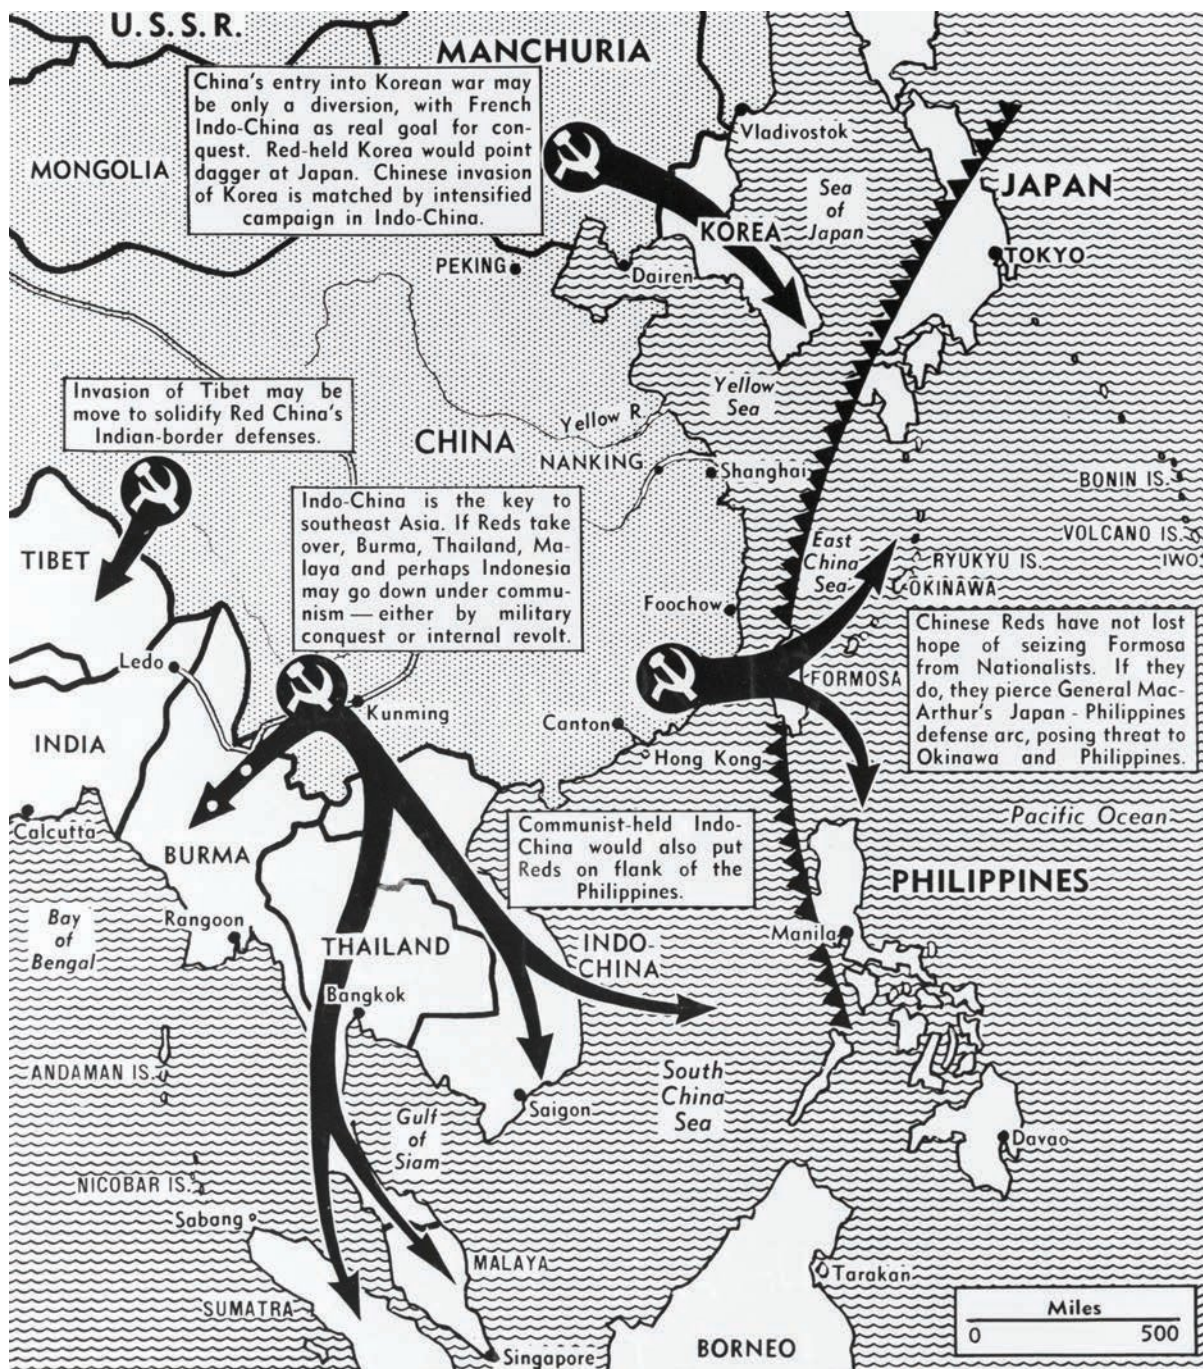 U.S.S.R.
MANCHURIA
China's entry into Korean war may
be only a diversion, with French
Indo-China as real goal for con-
quest. Red-held Korea would point
dagger at Japan. Chinese invasion
of Korea is matched by intensified
campaign in Indo-China.
MONGOLIA
Vladivostok
Sea
of
Japan
JAPAN
KOREA
TOKYO
PEKING
Dairen
Invasion of Tibet may be
move to solidify Red China's
Indian-border defenses.
Yellow
Sea
Yellow R.
CHINA
NANKING
Shanghai
BONIN IS.
Indo-China is the key to
southeast Asia. If Reds take
over, Burma, Thailand, Ma-
laya and perhaps Indonesia
may go down under commu-
nism — either by military
conquest or internal revolt.
VOLCANO IS.
IWO
East
China
Sea
RYUKYU IS.
OKINAWA
TIBET
Foochow
Chinese Reds have not lost
hope of seizing Formosa
from Nationalists. If they
do, they pierce General Mac-
Arthur's Japan - Philippines
defense arc, posing threat to
Okinawa and Philippines.
Ledo
FORMOSA
Kunming
Canton
INDIA
Hong Kong
Calcutta
Pacific Ocean
Communist-held Indo-
China would also put
Reds on flank of the
Philippines.
BURMA
PHILIPPINES
Bay
of
Bengal
Rangoon
THAILAND
INDO-
CHINA
Manila
Bangkok
ANDAMAN IS.
South
China
Sea
Saigon
Gulf
of
Siam
Davao
NICOBAR IS.
Sabang
MALAYA
Tarakan
SUMATRA
Miles
0 500
BORNEO
Singapore